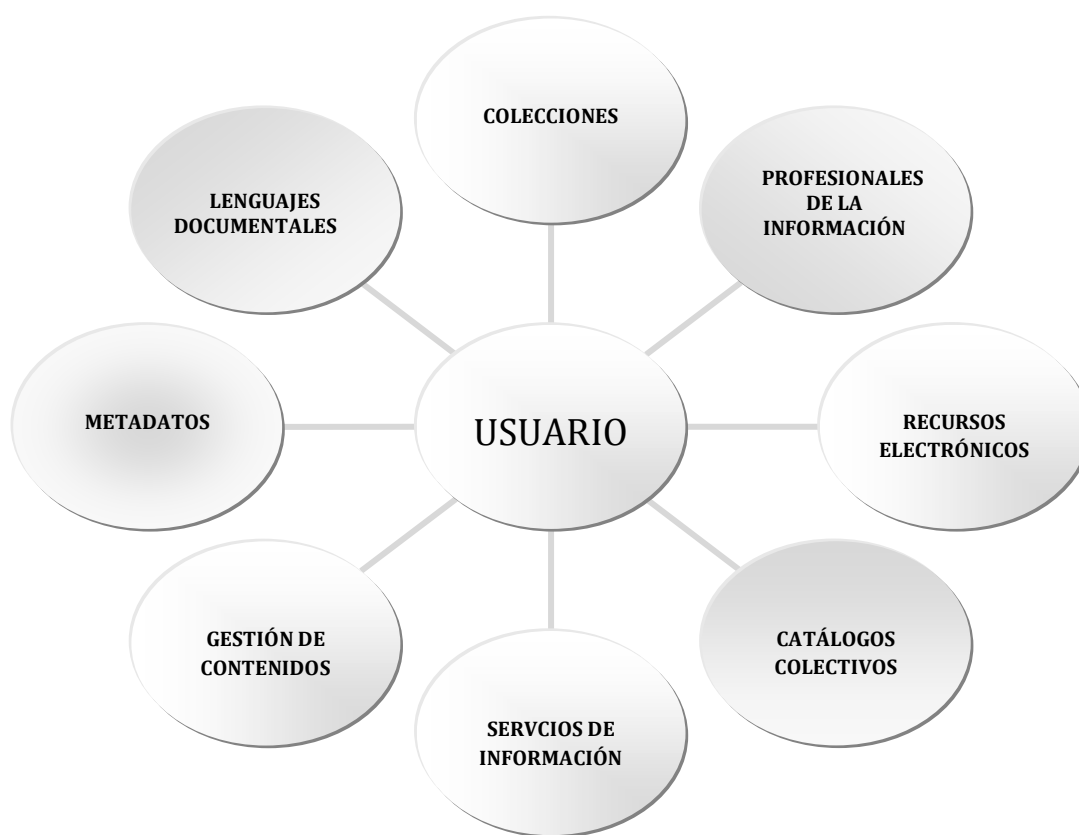 COLECCIONES
LENGUAJES
DOCUMENTALES
PROFESIONALES
DE LA
INFORMACIÓN
METADATOS
USUARIO
RECURSOS
ELECTRÓNICOS
GESTIÓN DE
CONTENIDOS
CATÁLOGOS
COLECTIVOS
SERVCIOS DE
INFORMACIÓN